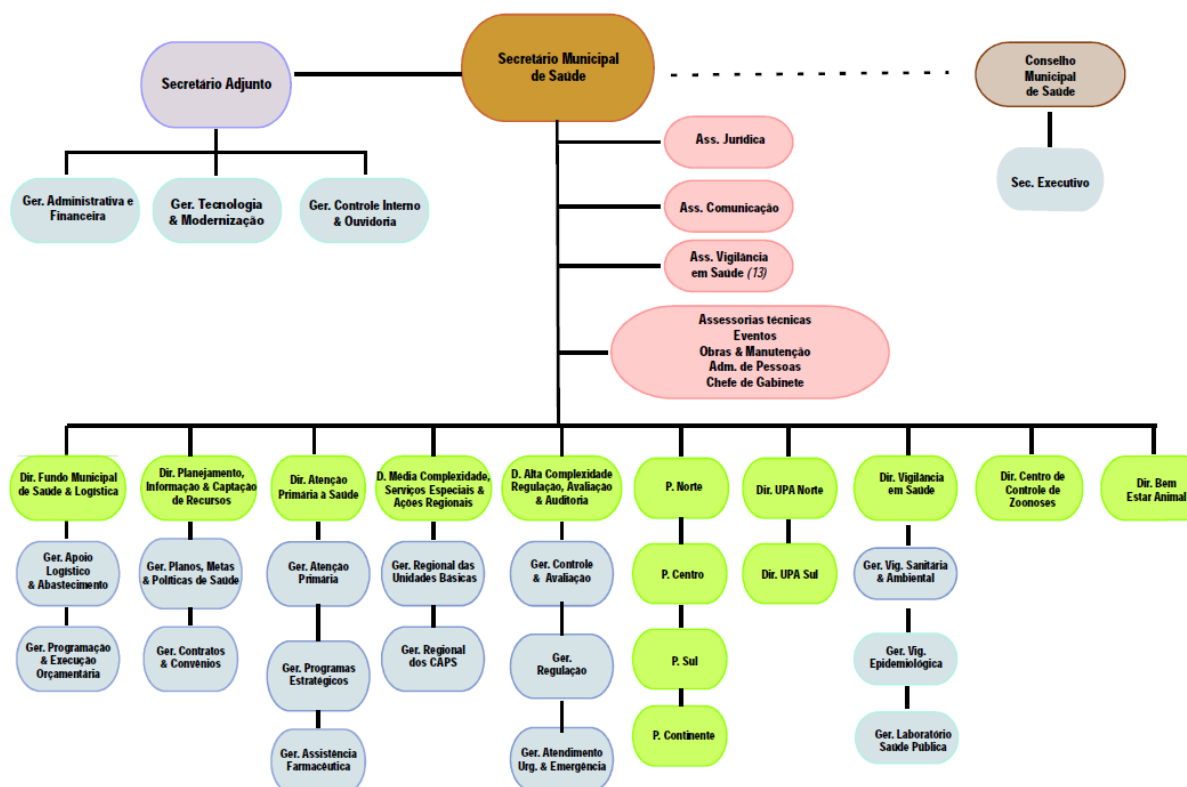 Secretário Municipal
de Saúde
Secretário Adjunto
Conselho
Municipal
de Saúde
Ass. Jurídica
Sec. Executivo
Ger. Administrativa e
Financeira
Ger. Tecnologia
& Modernização
Ger. Controle Interno
& Ouvidoria
Ass. Comunicação
Ass. Vigilância
em Saúde (13)
Assessorias técnicas
Eventos
Obras & Manutenção
Adm. de Pessoas
Chefe de Gabinete
Dir. Fundo Municipal
de Saúde & Logística
Dir. Planejamento,
Informação & Captação
de Recursos
Dir. Atenção
Primária a Saúde
D. Média Complexidade,
Serviços Especiais &
Ações Regionais
D. Alta Complexidade
Regulação, Avaliação
& Auditoria
P. Norte
Dir. UPA Norte
Dir. Vigilância
em Saúde
Dir. Centro de
Controle de
Zoonoses
Dir. Bem
Estar Animal
Ger. Apoio
Logístico
& Abastecimento
Ger. Planos, Metas
& Políticas de Saúde
Ger. Atenção
Primária
Ger. Regional das
Unidades Básicas
Ger. Controle
& Avaliação
P. Centro
Dir. UPA Sul
Ger. Vig. Sanitária
& Ambiental
Ger. Programação
& Execução
Orçamentária
Ger. Contratos
& Convênios
Ger. Programas
Estratégicos
Ger. Regional
dos CAPS
Ger.
Regulação
P. Sul
Ger. Vig.
Epidemiológica
Ger. Assistência
Farmacêutica
Ger. Atendimento
Urg. & Emergência
P. Continente
Ger. Laboratório
Saúde Pública